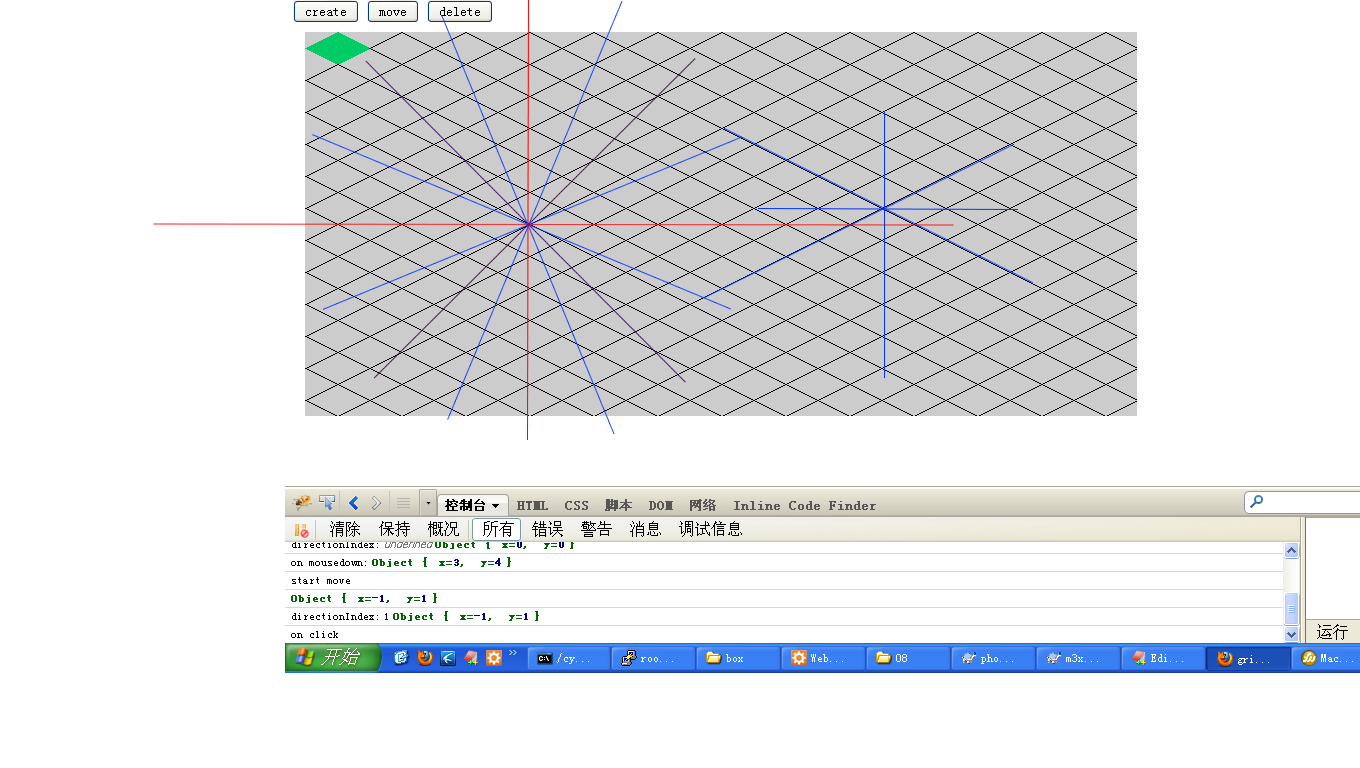 create move delete
控制台 HTML CSS 脚本 DOM 网络 Inline Code Finder
清除 保持 概况 所有 错误 警告 消息 调试信息
directionIndex: undefined Object { x=0, y=0 }
on mousedown: Object { x=3, y=4 }
start move
Object { x=-1, y=1 }
directionIndex: 1 Object { x=-1, y=1 }
on click
运行
开始 /cy... roo... box Web... 08 pho... m3x... Edi... gri... Mac...